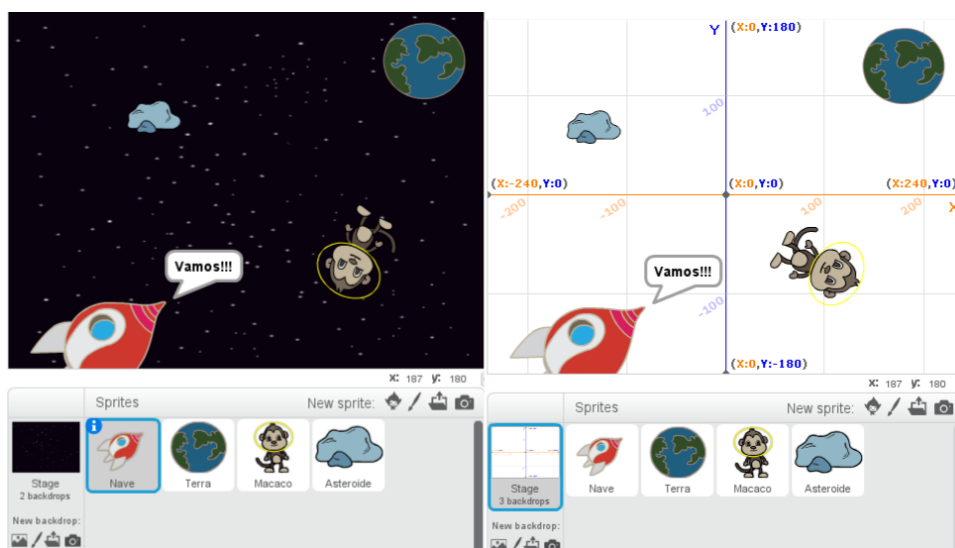 Vamos!!!
x: 187 y: 180
Sprites
New sprite:
Stage
2 backdrops
New backdrop:
Nave
Terra
Macaco
Asteroide
Y
(X:0,Y:180)
100
(X:-240,Y:0)
(X:0,Y:0)
(X:240,Y:0)
X
-200
-100
100
200
Vamos!!!
-100
(X:0,Y:-180)
x: 187 y: 180
Sprites
New sprite:
Stage
3 backdrops
New backdrop:
Nave
Terra
Macaco
Asteroide